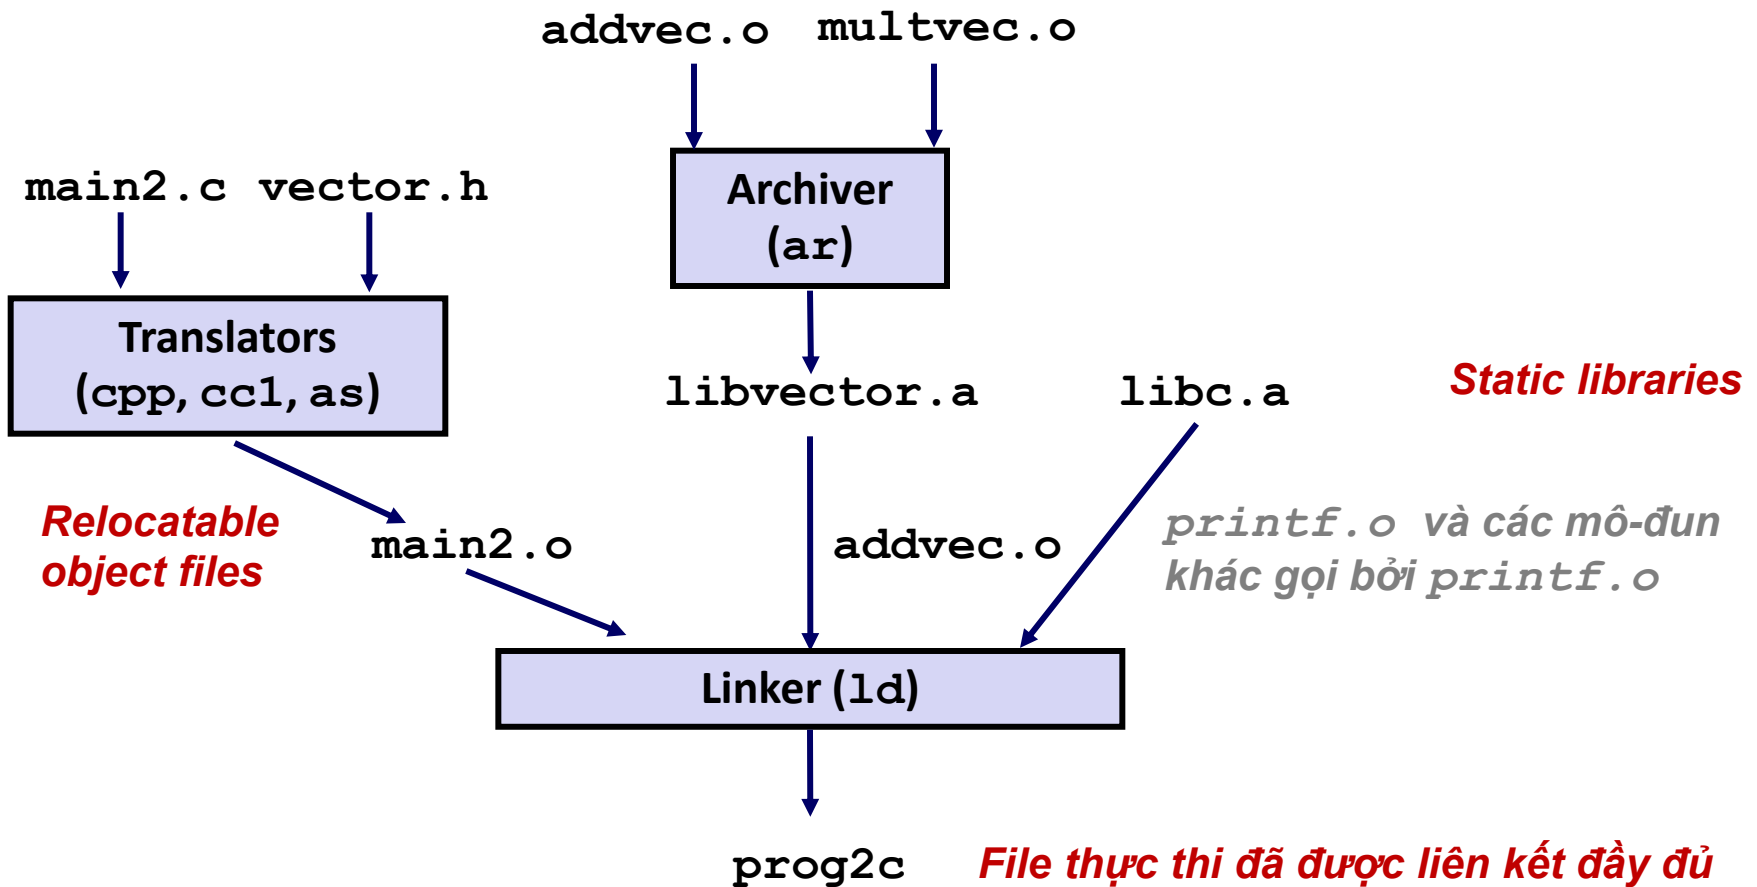 addvec.o multvec.o
main2.c vector.h
Archiver
(ar)
Translators
(cpp, cc1, as)
libvector.a
libc.a
Static libraries
Relocatable
object files
main2.o
addvec.o
printf.o và các mô-đun
khác gọi bởi printf.o
Linker (ld)
prog2c
File thực thi đã được liên kết đầy đủ